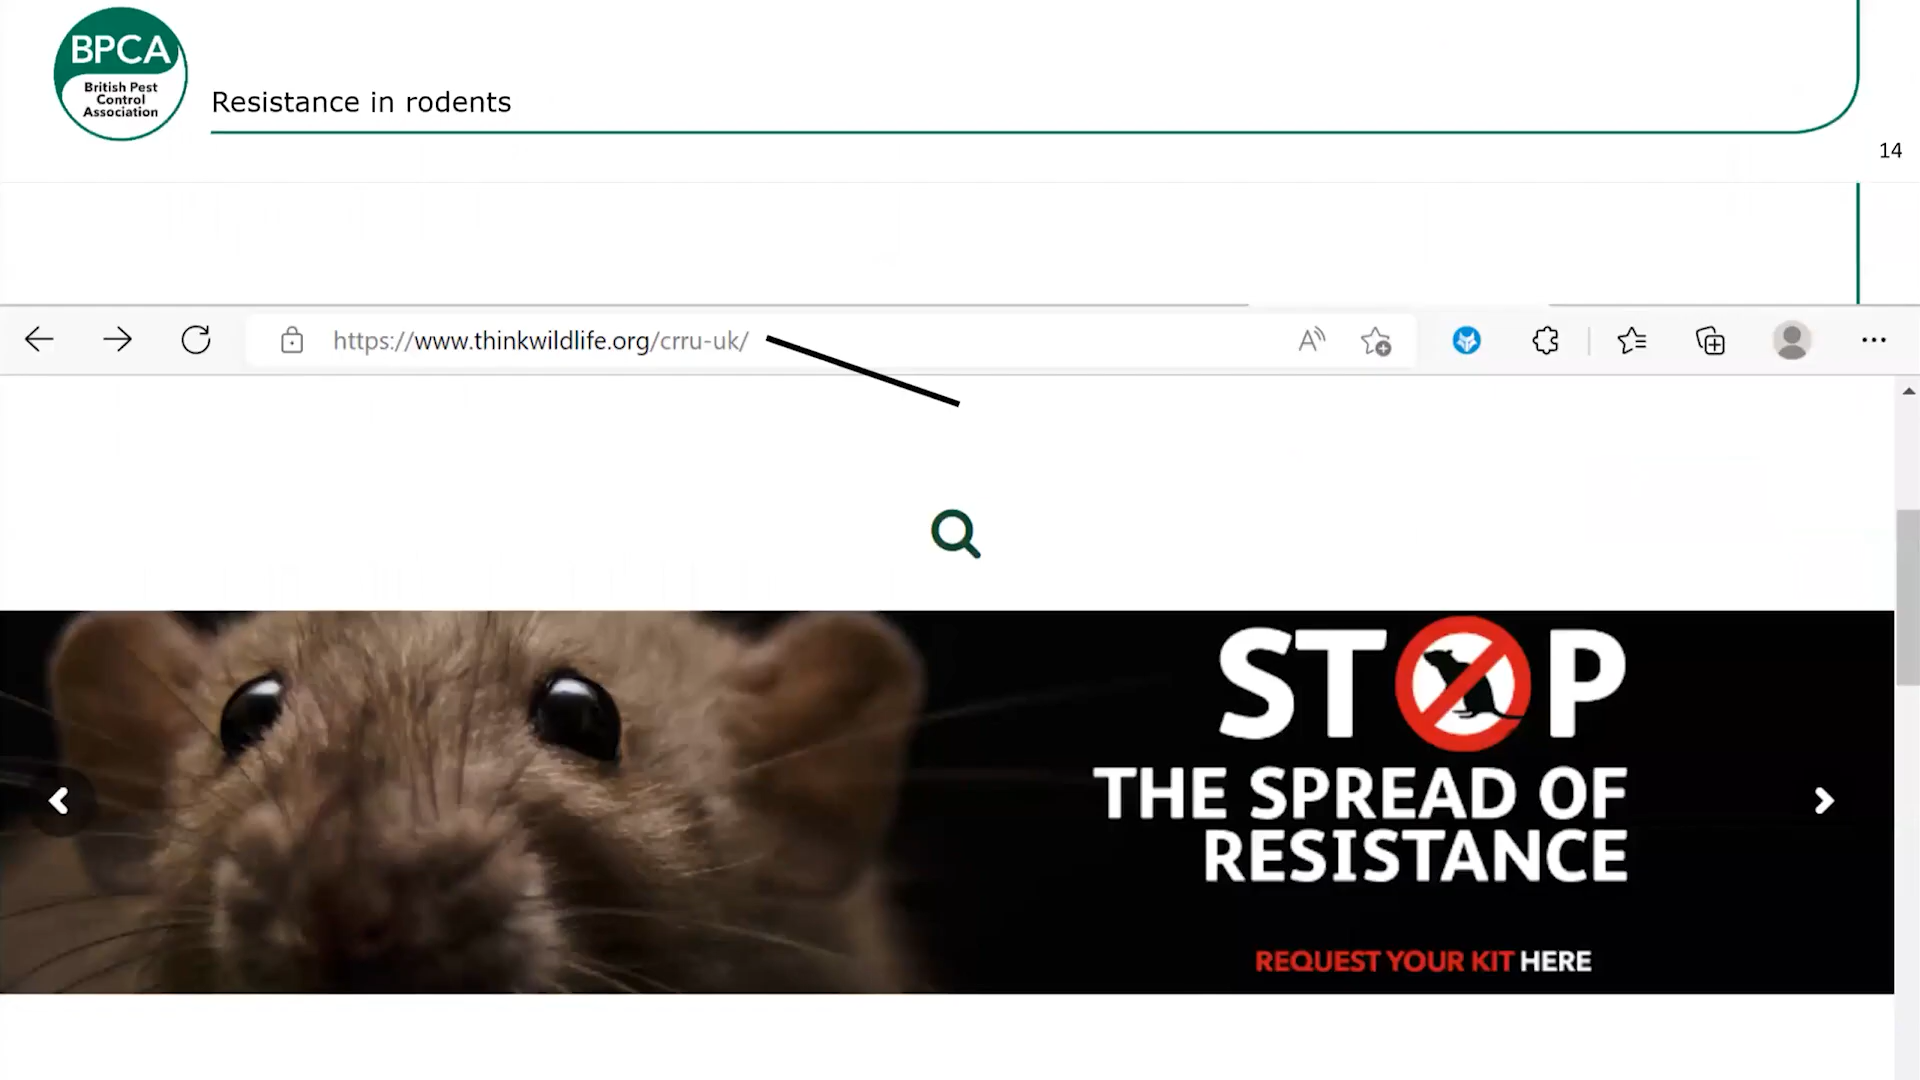 BPCA
British Pest
Control
Association
Resistance in rodents
14
https://www.thinkwildlife.org/crru-uk/
STOP
THE SPREAD OF
RESISTANCE
REQUEST YOUR KIT HERE